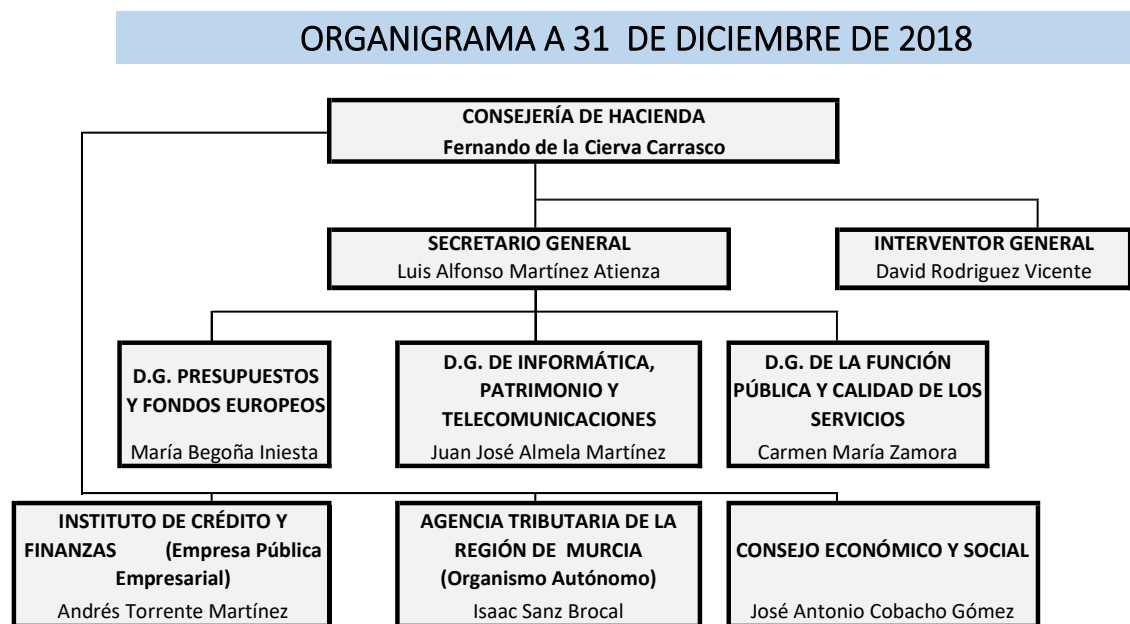 ORGANIGRAMA A 31 DE DICIEMBRE DE 2018
CONSEJERÍA DE HACIENDA
Fernando de la Cierva Carrasco
SECRETARIO GENERAL
Luis Alfonso Martínez Atienza
INTERVENTOR GENERAL
David Rodriguez Vicente
D.G. PRESUPUESTOS
Y FONDOS EUROPEOS
María Begoña Iniesta
D.G. DE INFORMÁTICA,
PATRIMONIO Y
TELECOMUNICACIONES
Juan José Almela Martínez
D.G. DE LA FUNCIÓN
PÚBLICA Y CALIDAD DE LOS
SERVICIOS
Carmen María Zamora
INSTITUTO DE CRÉDITO Y
FINANZAS (Empresa Pública
Empresarial)
Andrés Torrente Martínez
AGENCIA TRIBUTARIA DE LA
REGIÓN DE MURCIA
(Organismo Autónomo)
Isaac Sanz Brocal
CONSEJO ECONÓMICO Y SOCIAL
José Antonio Cobacho Gómez